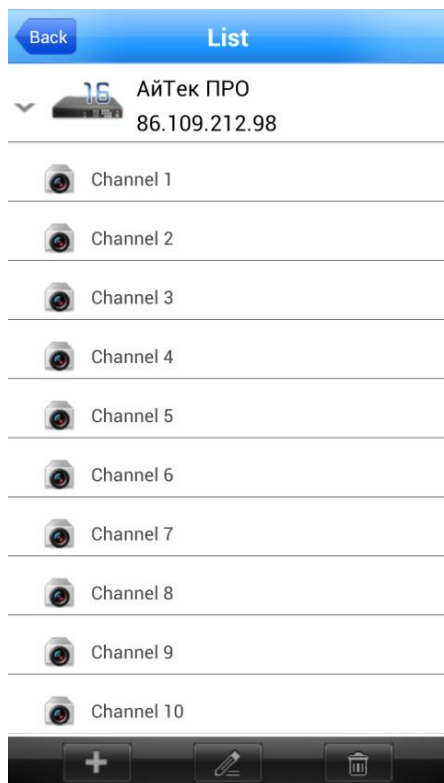 Back
List
16
АйТек ПРО
86.109.212.98
Channel 1
Channel 2
Channel 3
Channel 4
Channel 5
Channel 6
Channel 7
Channel 8
Channel 9
Channel 10